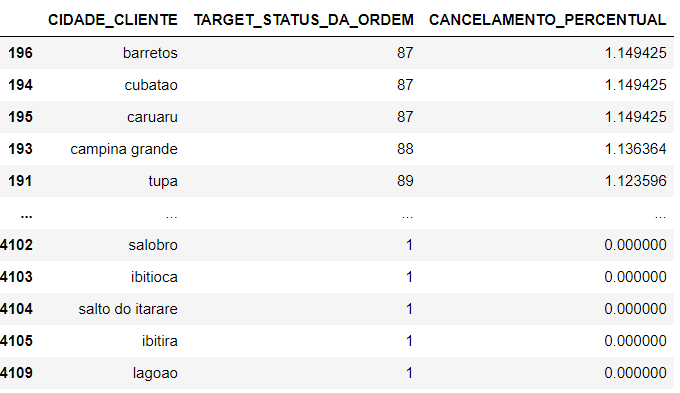 CIDADE_CLIENTE TARGET_STATUS_DA_ORDEM CANCELAMENTO_PERCENTUAL
196 barretos 87 1.149425
194 cubatao 87 1.149425
195 caruaru 87 1.149425
193 campina grande 88 1.136364
191 tupa 89 1.123596
... ... ... ...
4102 salobro 1 0.000000
4103 ibitioca 1 0.000000
4104 salto do itarare 1 0.000000
4105 ibitira 1 0.000000
4109 lagoao 1 0.000000